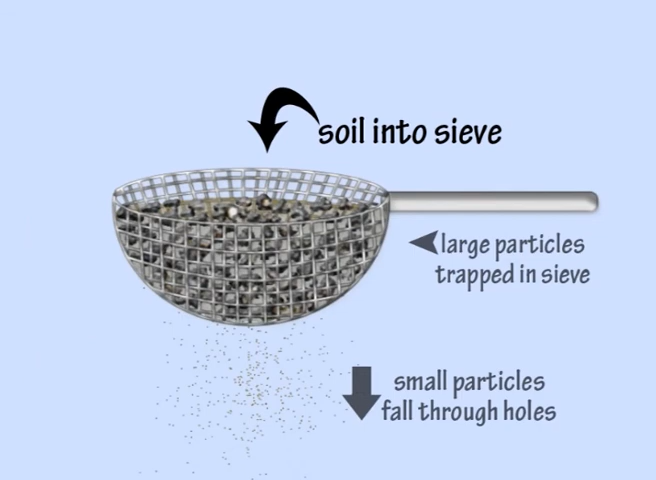 soil into sieve
large particles
trapped in sieve
small particles
fall through holes